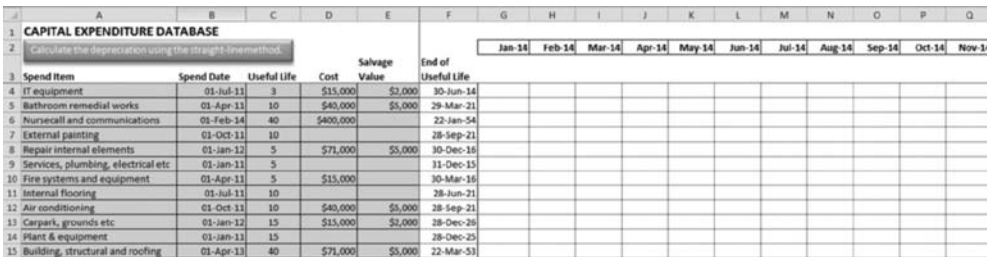 A B C D E F G H I J K L M N O P Q
1 CAPITAL EXPENDITURE DATABASE
2 Calculate the depreciation using the straight-linemethod. Jan-14 Feb-14 Mar-14 Apr-14 May-14 Jun-14 Jul-14 Aug-14 Sep-14 Oct-14 Nov-1
Salvage End of
3 Spend Item Spend Date Useful Life Cost Value Useful Life
4 IT equipment 01-Jul-11 3 $15,000 $2,000 30-Jun-14
5 Bathroom remedial works 01-Apr-11 10 $40,000 $5,000 29-Mar-21
6 Nursecall and communications 01-Feb-14 40 $400,000 22-Jan-54
7 External painting 01-Oct-11 10 28-Sep-21
8 Repair internal elements 01-Jan-12 5 $71,000 $5,000 30-Dec-16
9 Services, plumbing, electrical etc 01-Jan-11 5 31-Dec-15
10 Fire systems and equipment 01-Apr-11 5 $15,000 30-Mar-16
11 Internal flooring 01-Jul-11 10 28-Jun-21
12 Air conditioning 01-Oct-11 10 $40,000 $5,000 28-Sep-21
13 Carpark, grounds etc 01-Jan-12 15 $15,000 $2,000 28-Dec-26
14 Plant & equipment 01-Jan-11 15 28-Dec-25
15 Building, structural and roofing 01-Apr-13 40 $71,000 $5,000 22-Mar-53